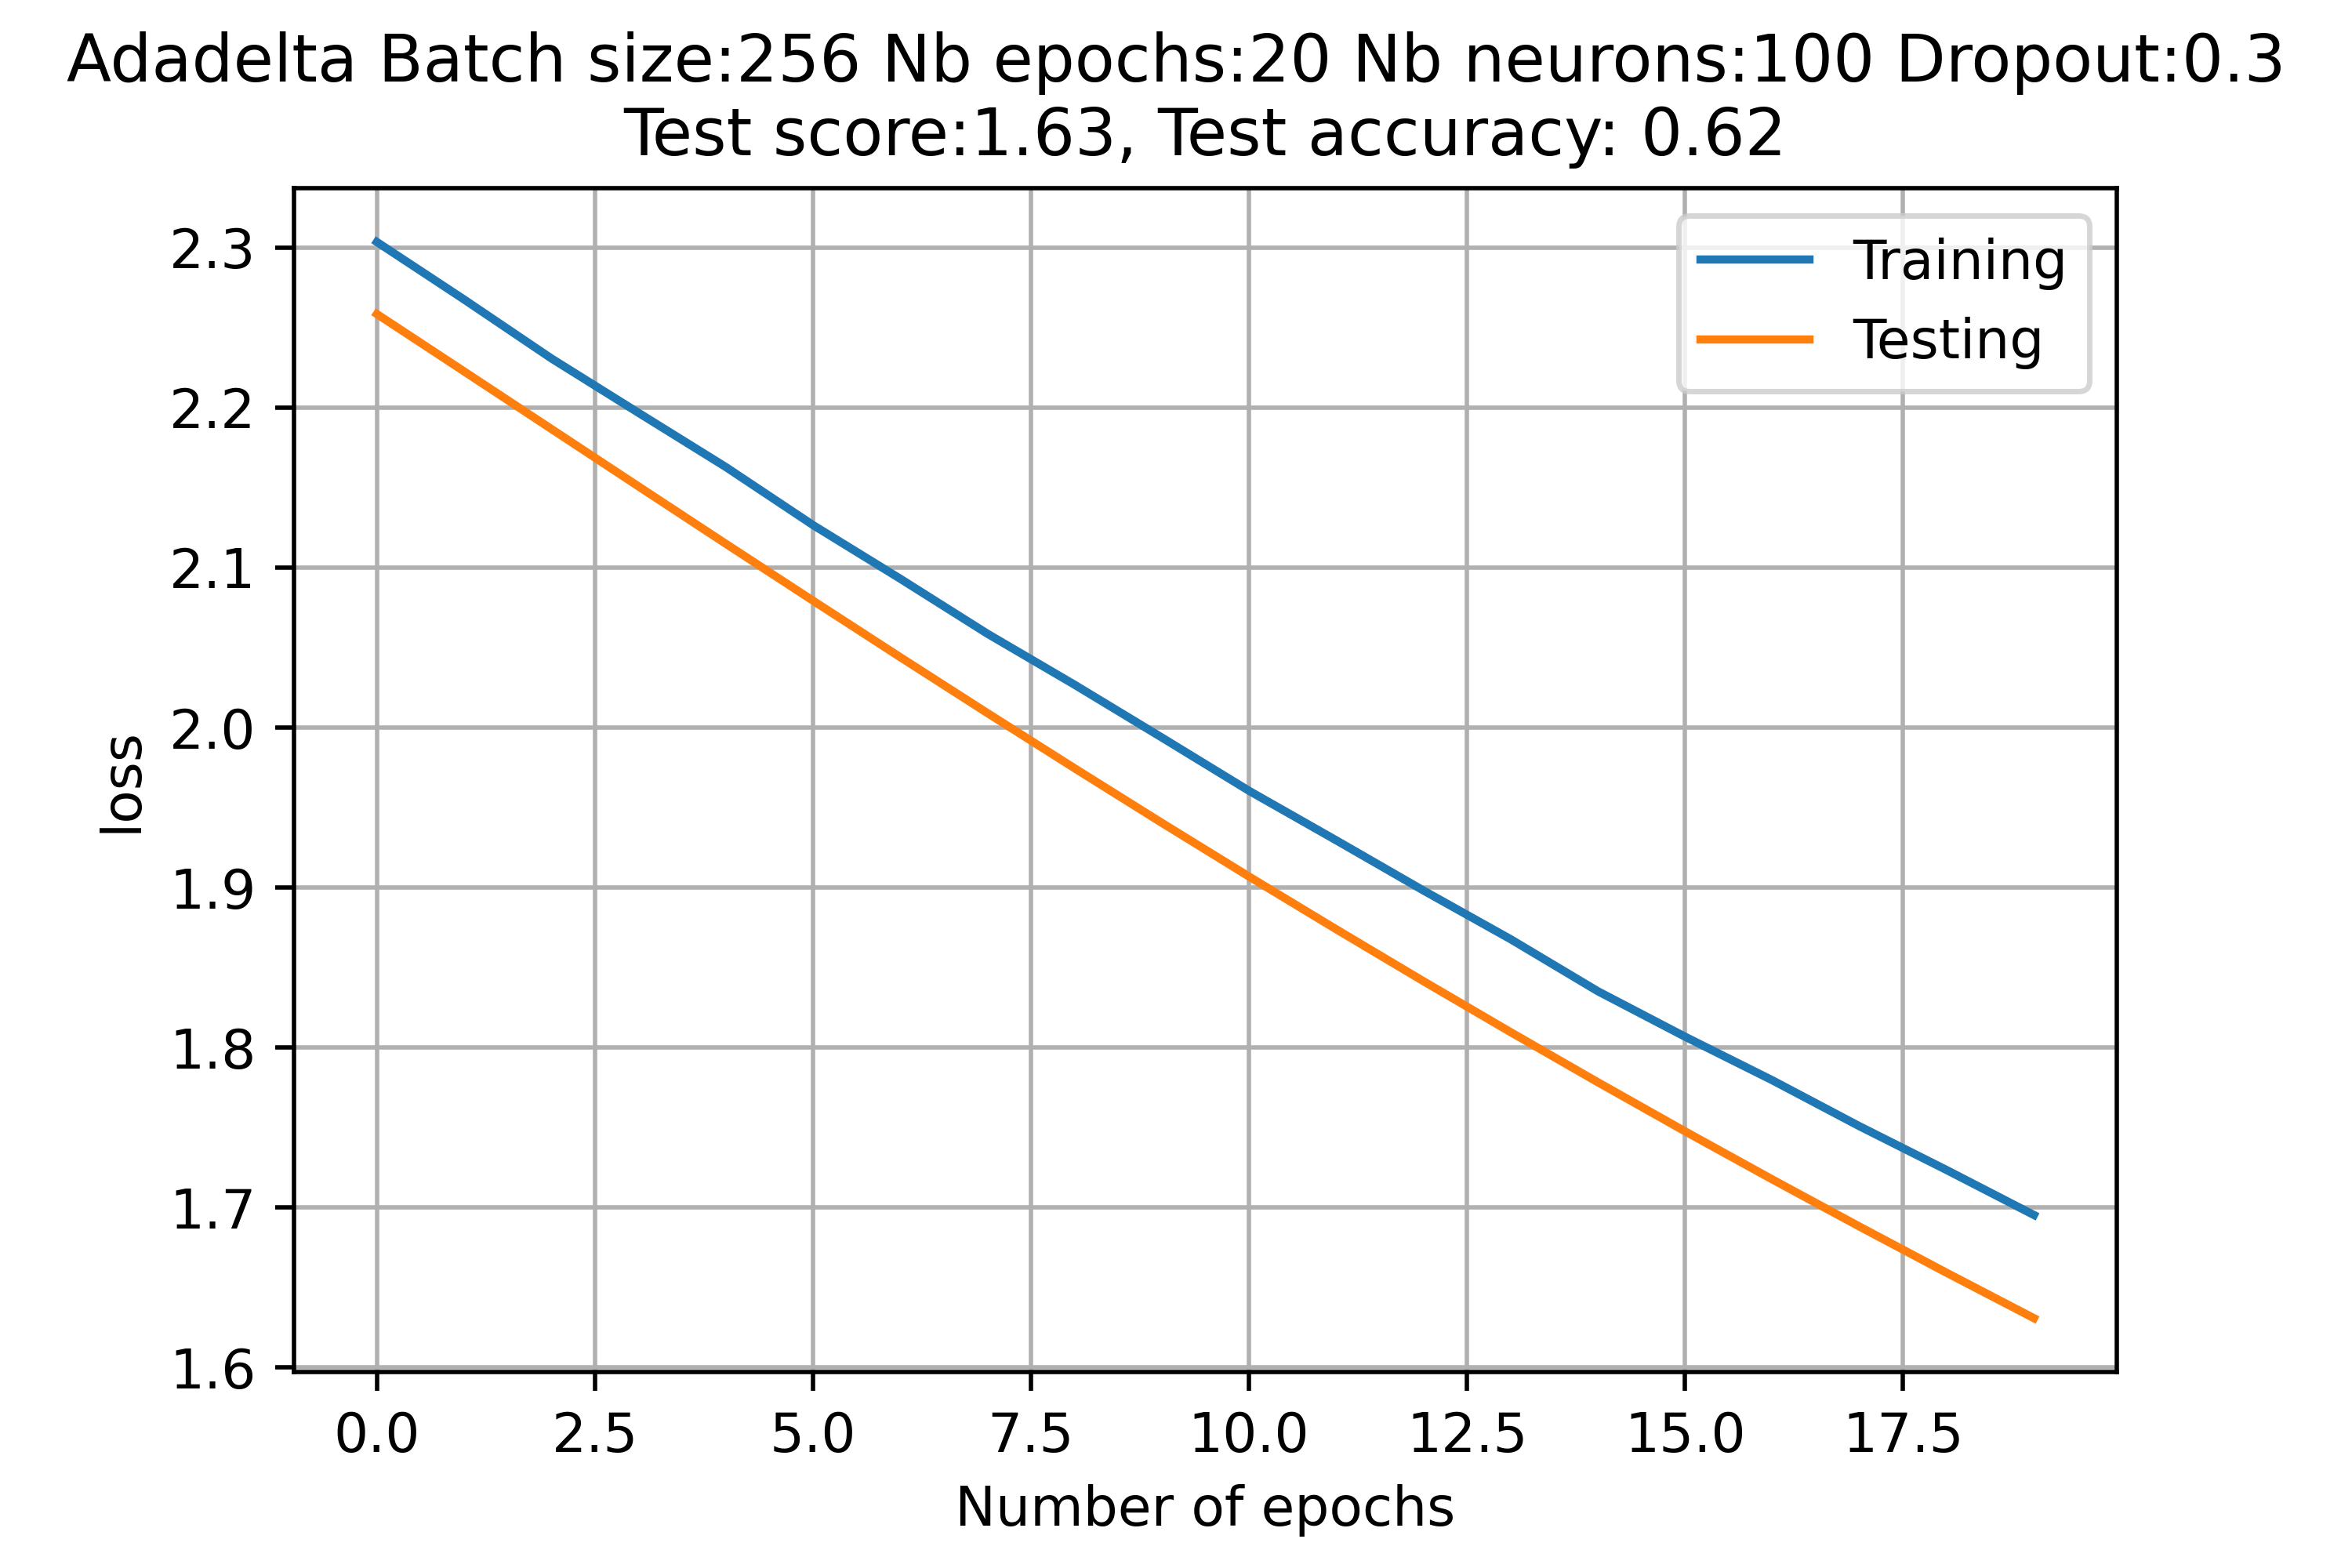 Adadelta Batch size:256 Nb epochs:20 Nb neurons:100 Dropout:0.3
Test score:1.63, Test accuracy: 0.62
Training
Testing
2.3
2.2
2.1
2.0
1.9
1.8
1.7
1.6
loss
0.0 2.5 5.0 7.5 10.0 12.5 15.0 17.5
Number of epochs